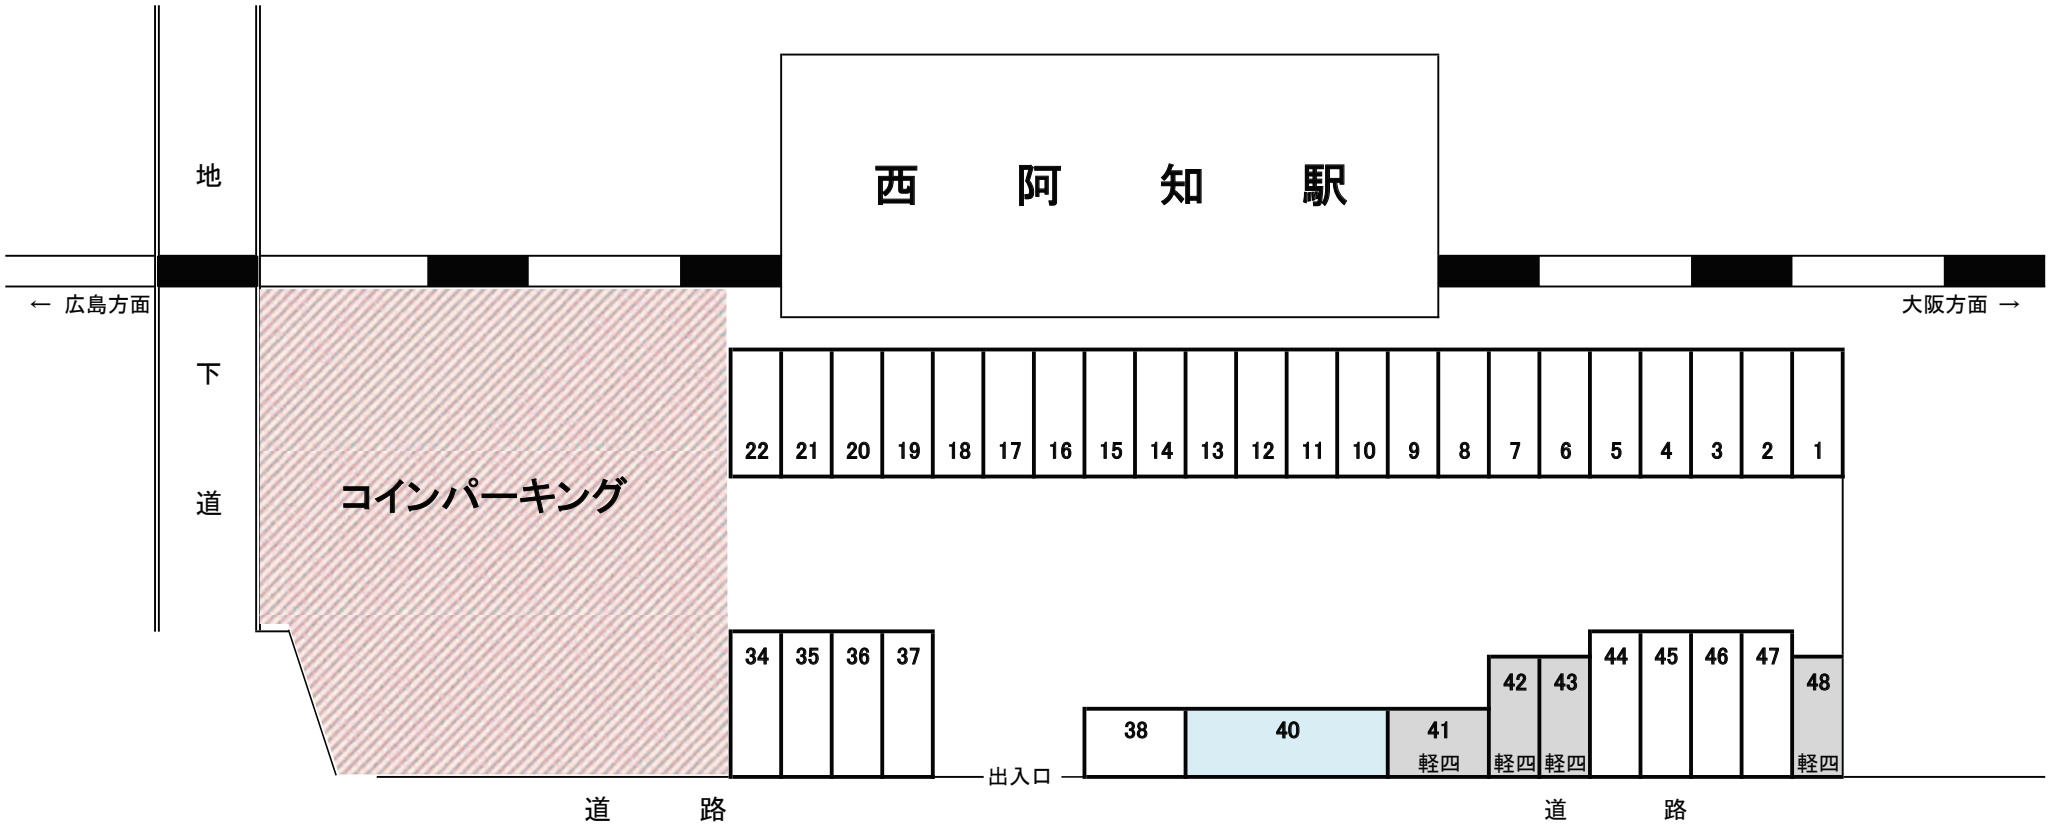 西 阿 知 駅
地 下 道
← 広島方面
大阪方面 →
22 21 20 19 18 17 16 15 14 13 12 11 10 9 8 7 6 5 4 3 2 1
コインパーキング
34 35 36 37
44 45 46 47
42 43
48
38
40
41
軽四
軽四
軽四
軽四
出入口
道 路
道 路